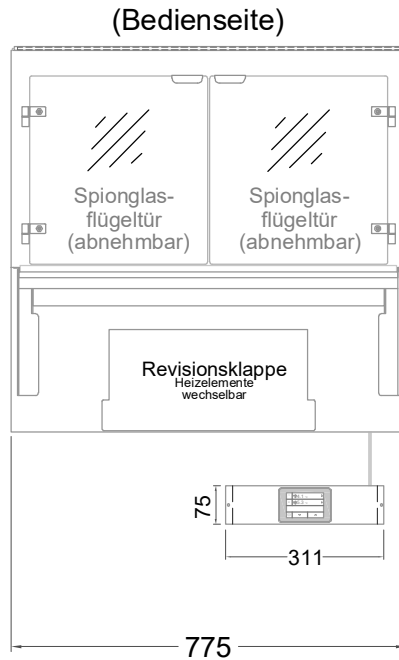 (Bedienseite)
Spionglas-
flügeltür
(abnehmbar)
Spionglas-
flügeltür
(abnehmbar)
Revisionsklappe
Heizelemente
wechselbar
75
311
775